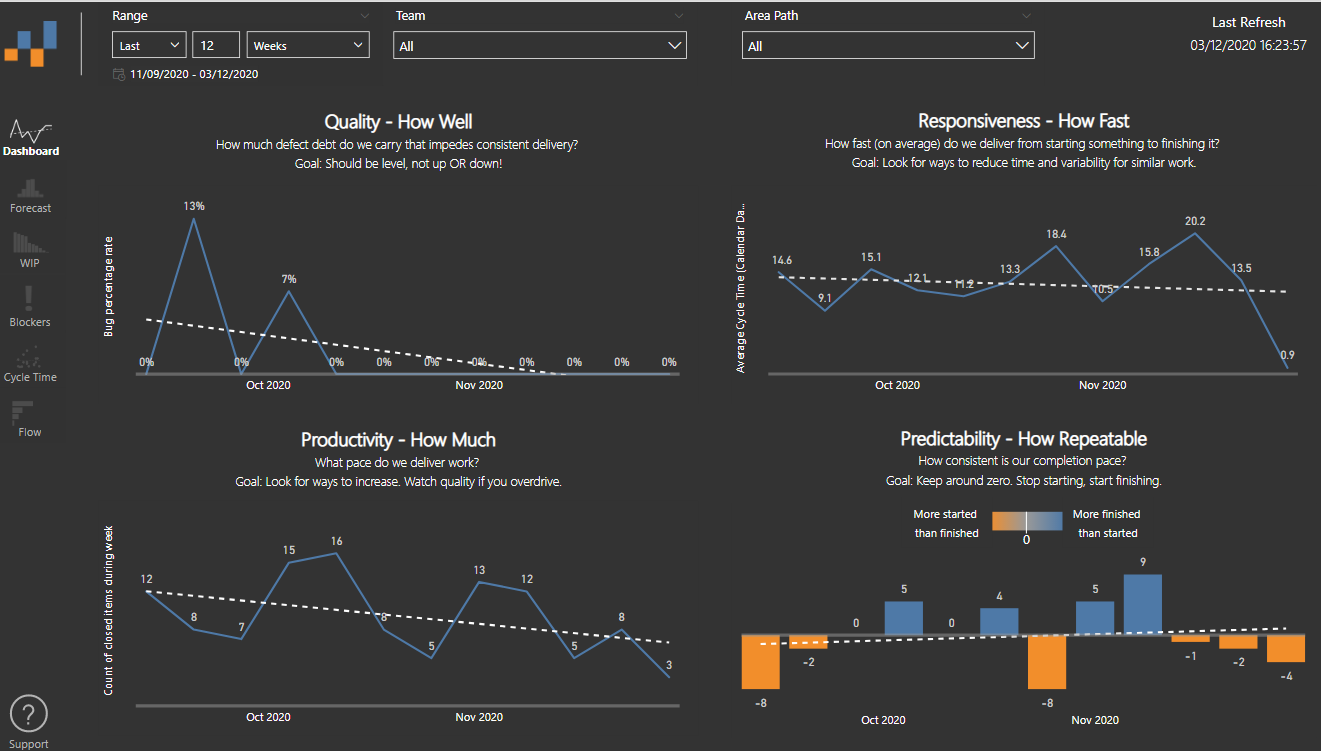 Range
Team
Area Path
Last Refresh
Last
12
Weeks
All
All
03/12/2020 16:23:57
11/09/2020 - 03/12/2020
Dashboard
Forecast
WIP
Blockers
Cycle Time
Flow
Support
?
Quality - How Well
How much defect debt do we carry that impedes consistent delivery?
Goal: Should be level, not up OR down!
Bug percentage rate
0%
13%
0%
7%
0%
0%
0%
0%
0%
0%
0%
0%
Oct 2020
Nov 2020
Responsiveness - How Fast
How fast (on average) do we deliver from starting something to finishing it?
Goal: Look for ways to reduce time and variability for similar work.
Average Cycle Time (Calendar Da...
14.6
9.1
15.1
12.1
11.2
13.3
18.4
10.5
15.8
20.2
13.5
0.9
Oct 2020
Nov 2020
Productivity - How Much
What pace do we deliver work?
Goal: Look for ways to increase. Watch quality if you overdrive.
Count of closed items during week
12
8
7
15
16
8
5
13
12
5
8
3
Oct 2020
Nov 2020
Predictability - How Repeatable
How consistent is our completion pace?
Goal: Keep around zero. Stop starting, start finishing.
More started
than finished
0
More finished
than started
-8
-2
0
5
0
4
-8
5
9
-1
-2
-4
Oct 2020
Nov 2020